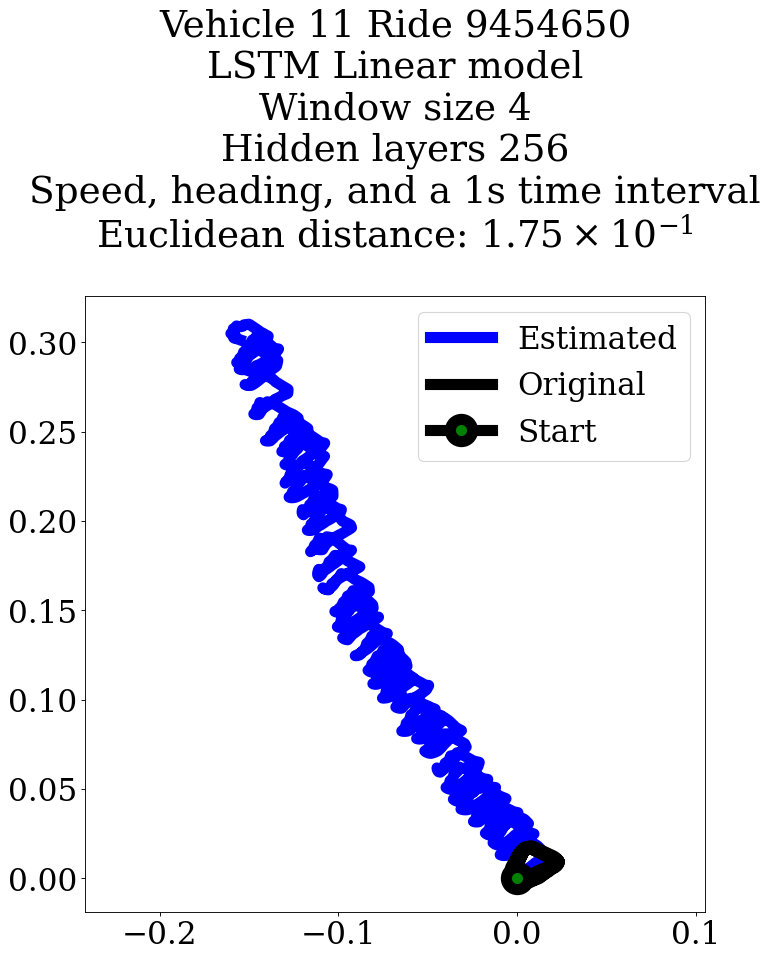 Vehicle 11 Ride 9454650
LSTM Linear model
Window size 4
Hidden layers 256
Speed, heading, and a 1s time interval
Euclidean distance: 1.75 × 10⁻¹
Estimated
Original
Start
0.30
0.25
0.20
0.15
0.10
0.05
0.00
−0.2
−0.1
0.0
0.1